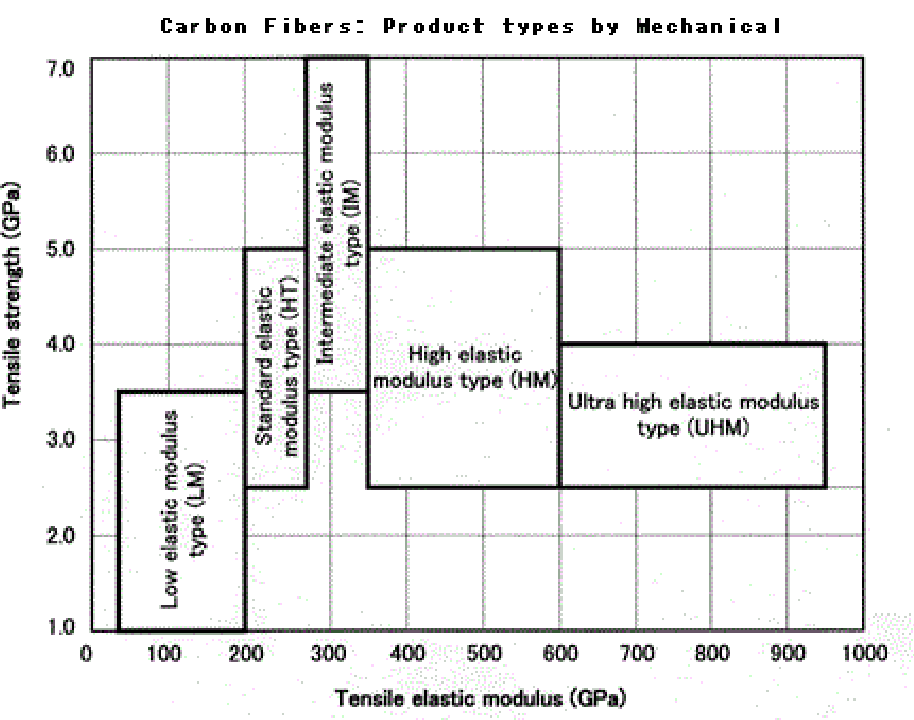 Carbon Fibers: Product types by Mechanical
Tensile strength (GPa)
7.0
6.0
5.0
4.0
3.0
2.0
1.0
Low elastic modulus
type (LM)
Standard elastic
modulus type (HT)
Intermediate elastic modulus
type (IM)
High elastic
modulus type (HM)
Ultra high elastic modulus
type (UHM)
0 100 200 300 400 500 600 700 800 900 1000
Tensile elastic modulus (GPa)